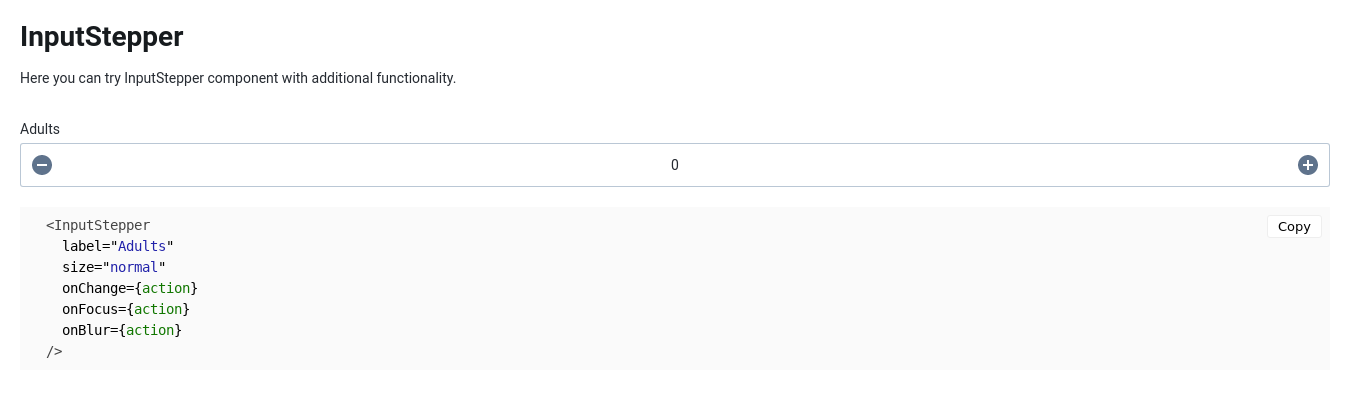 InputStepper
Here you can try InputStepper component with additional functionality.
Adults
0
Copy
<InputStepper
  label="Adults"
  size="normal"
  onChange={action}
  onFocus={action}
  onBlur={action}
/>